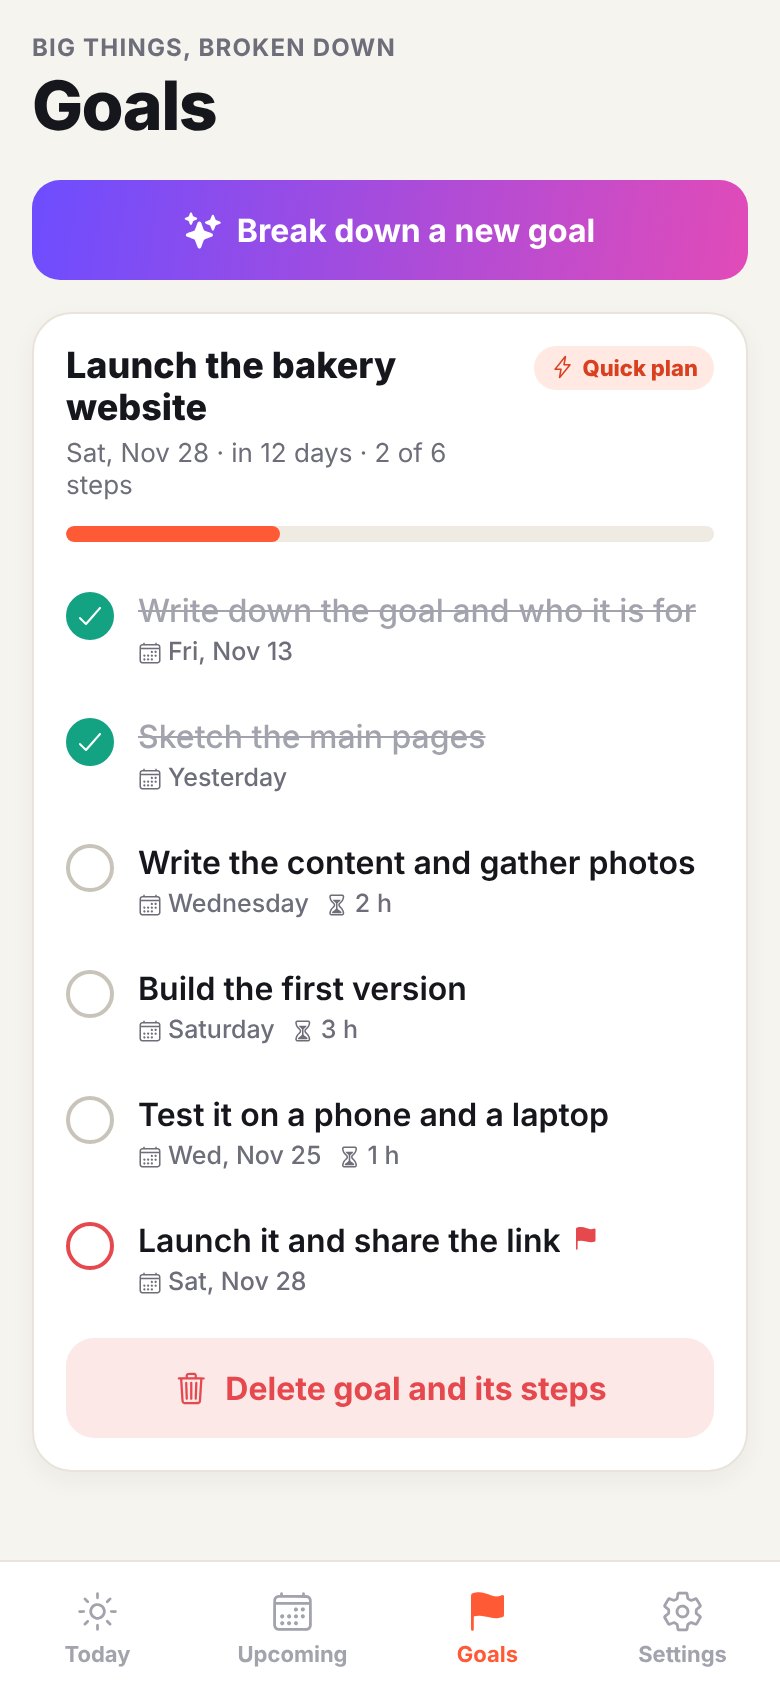 BIG THINGS, BROKEN DOWN
Goals
Break down a new goal
Launch the bakery
website
Quick plan
Sat, Nov 28 · in 12 days · 2 of 6
steps
Write down the goal and who it is for
Fri, Nov 13
Sketch the main pages
Yesterday
Write the content and gather photos
Wednesday 2 h
Build the first version
Saturday 3 h
Test it on a phone and a laptop
Wed, Nov 25 1 h
Launch it and share the link
Sat, Nov 28
Delete goal and its steps
Today Upcoming Goals Settings